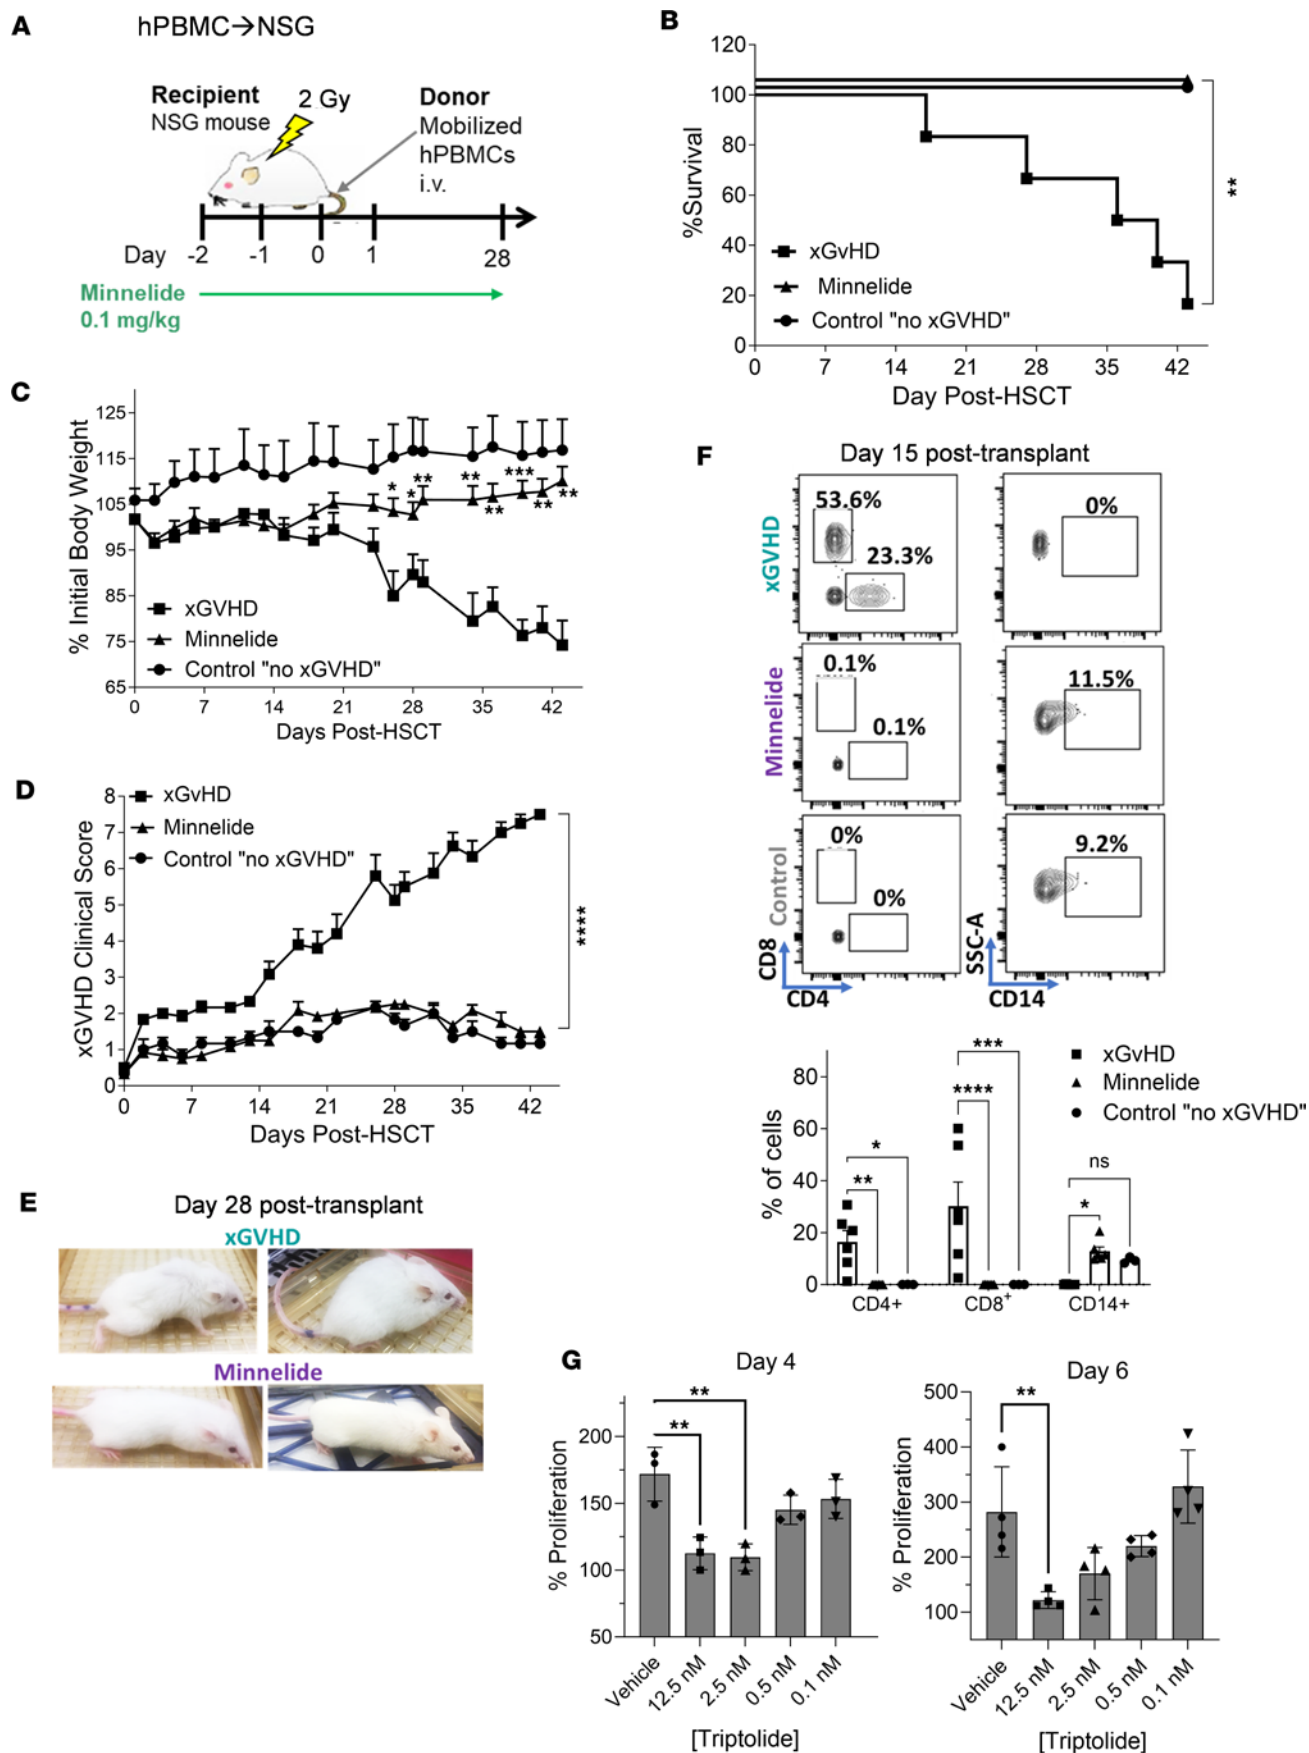 A
hPBMC→NSG
Recipient
NSG mouse
2 Gy
Donor
Mobilized
hPBMCs
i.v.
Day -2 -1 0 1 28
Minnelide
0.1 mg/kg
B
%Survival
120
100
80
60
40
20
0
xGvHD
Minnelide
Control "no xGVHD"
**
0 7 14 21 28 35 42
Day Post-HSCT
C
% Initial Body Weight
125
115
105
95
85
75
65
* * ** ** ** *** ** **
xGVHD
Minnelide
Control "no xGVHD"
0 7 14 21 28 35 42
Days Post-HSCT
D
xGVHD Clinical Score
8
7
6
5
4
3
2
1
0
xGvHD
Minnelide
Control "no xGVHD"
****
0 7 14 21 28 35 42
Days Post-HSCT
E
Day 28 post-transplant
xGVHD
Minnelide
F
Day 15 post-transplant
xGVHD
53.6%
23.3%
0%
Minnelide
0.1%
0.1%
11.5%
Control
0%
0%
9.2%
CD8
CD4
SSC-A
CD14
% of cells
80
60
40
20
0
xGvHD
Minnelide
Control "no xGVHD"
** * **** *** * ns
CD4+ CD8+ CD14+
G
Day 4
% Proliferation
200
150
100
50
** **
Vehicle 12.5 nM 2.5 nM 0.5 nM 0.1 nM
[Triptolide]
Day 6
% Proliferation
500
400
300
200
100
**
Vehicle 12.5 nM 2.5 nM 0.5 nM 0.1 nM
[Triptolide]